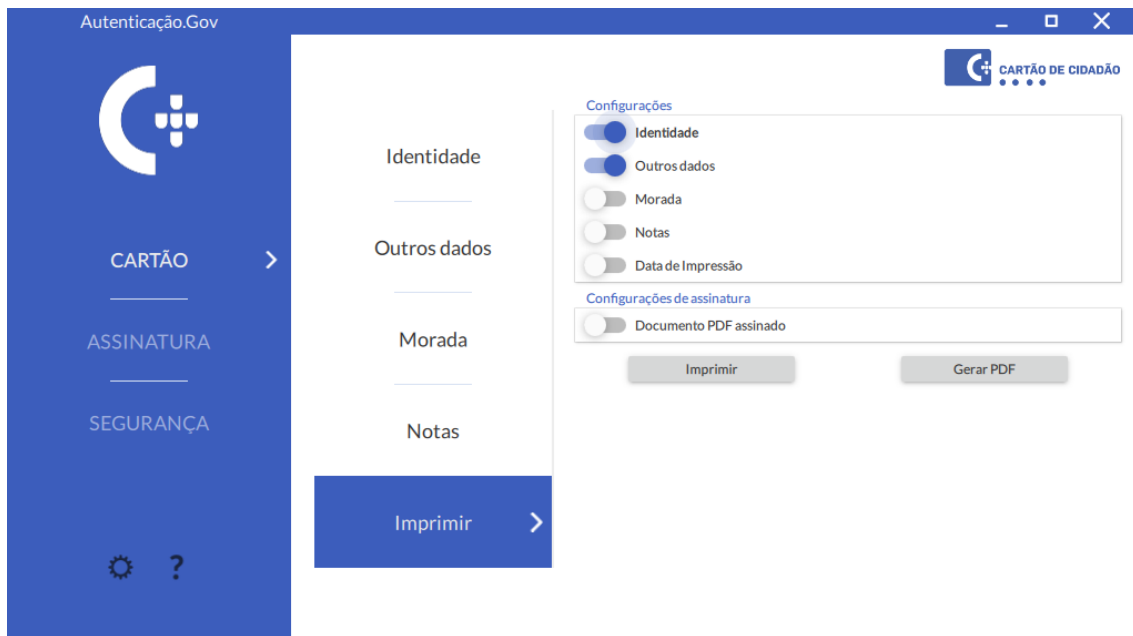 Autenticação.Gov
CARTÃO DE CIDADÃO
CARTÃO
ASSINATURA
SEGURANÇA
?
Identidade
Outros dados
Morada
Notas
Imprimir
Configurações
Identidade
Outros dados
Morada
Notas
Data de Impressão
Configurações de assinatura
Documento PDF assinado
Imprimir
Gerar PDF